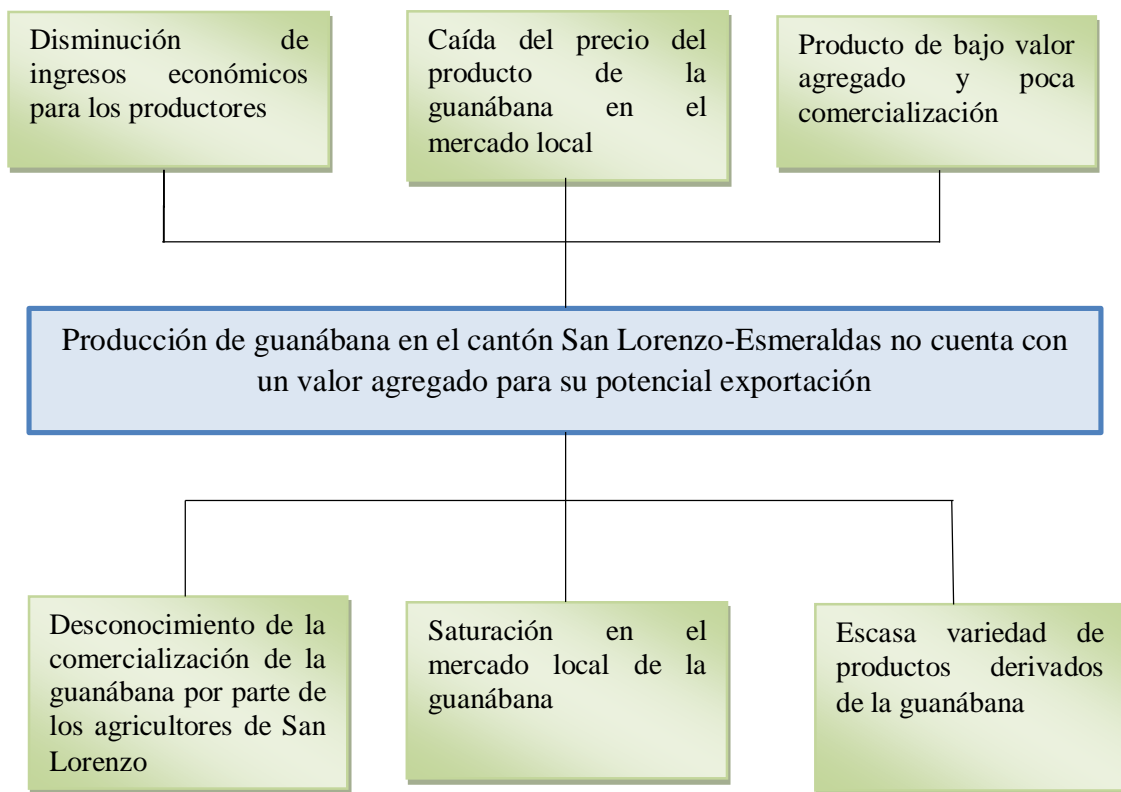 Disminución de
ingresos económicos
para los productores
Caída del precio del
producto de la
guanábana en el
mercado local
Producto de bajo valor
agregado y poca
comercialización
Producción de guanábana en el cantón San Lorenzo-Esmeraldas no cuenta con
un valor agregado para su potencial exportación
Desconocimiento de la
comercialización de la
guanábana por parte de
los agricultores de San
Lorenzo
Saturación en el
mercado local de la
guanábana
Escasa variedad de
productos derivados
de la guanábana